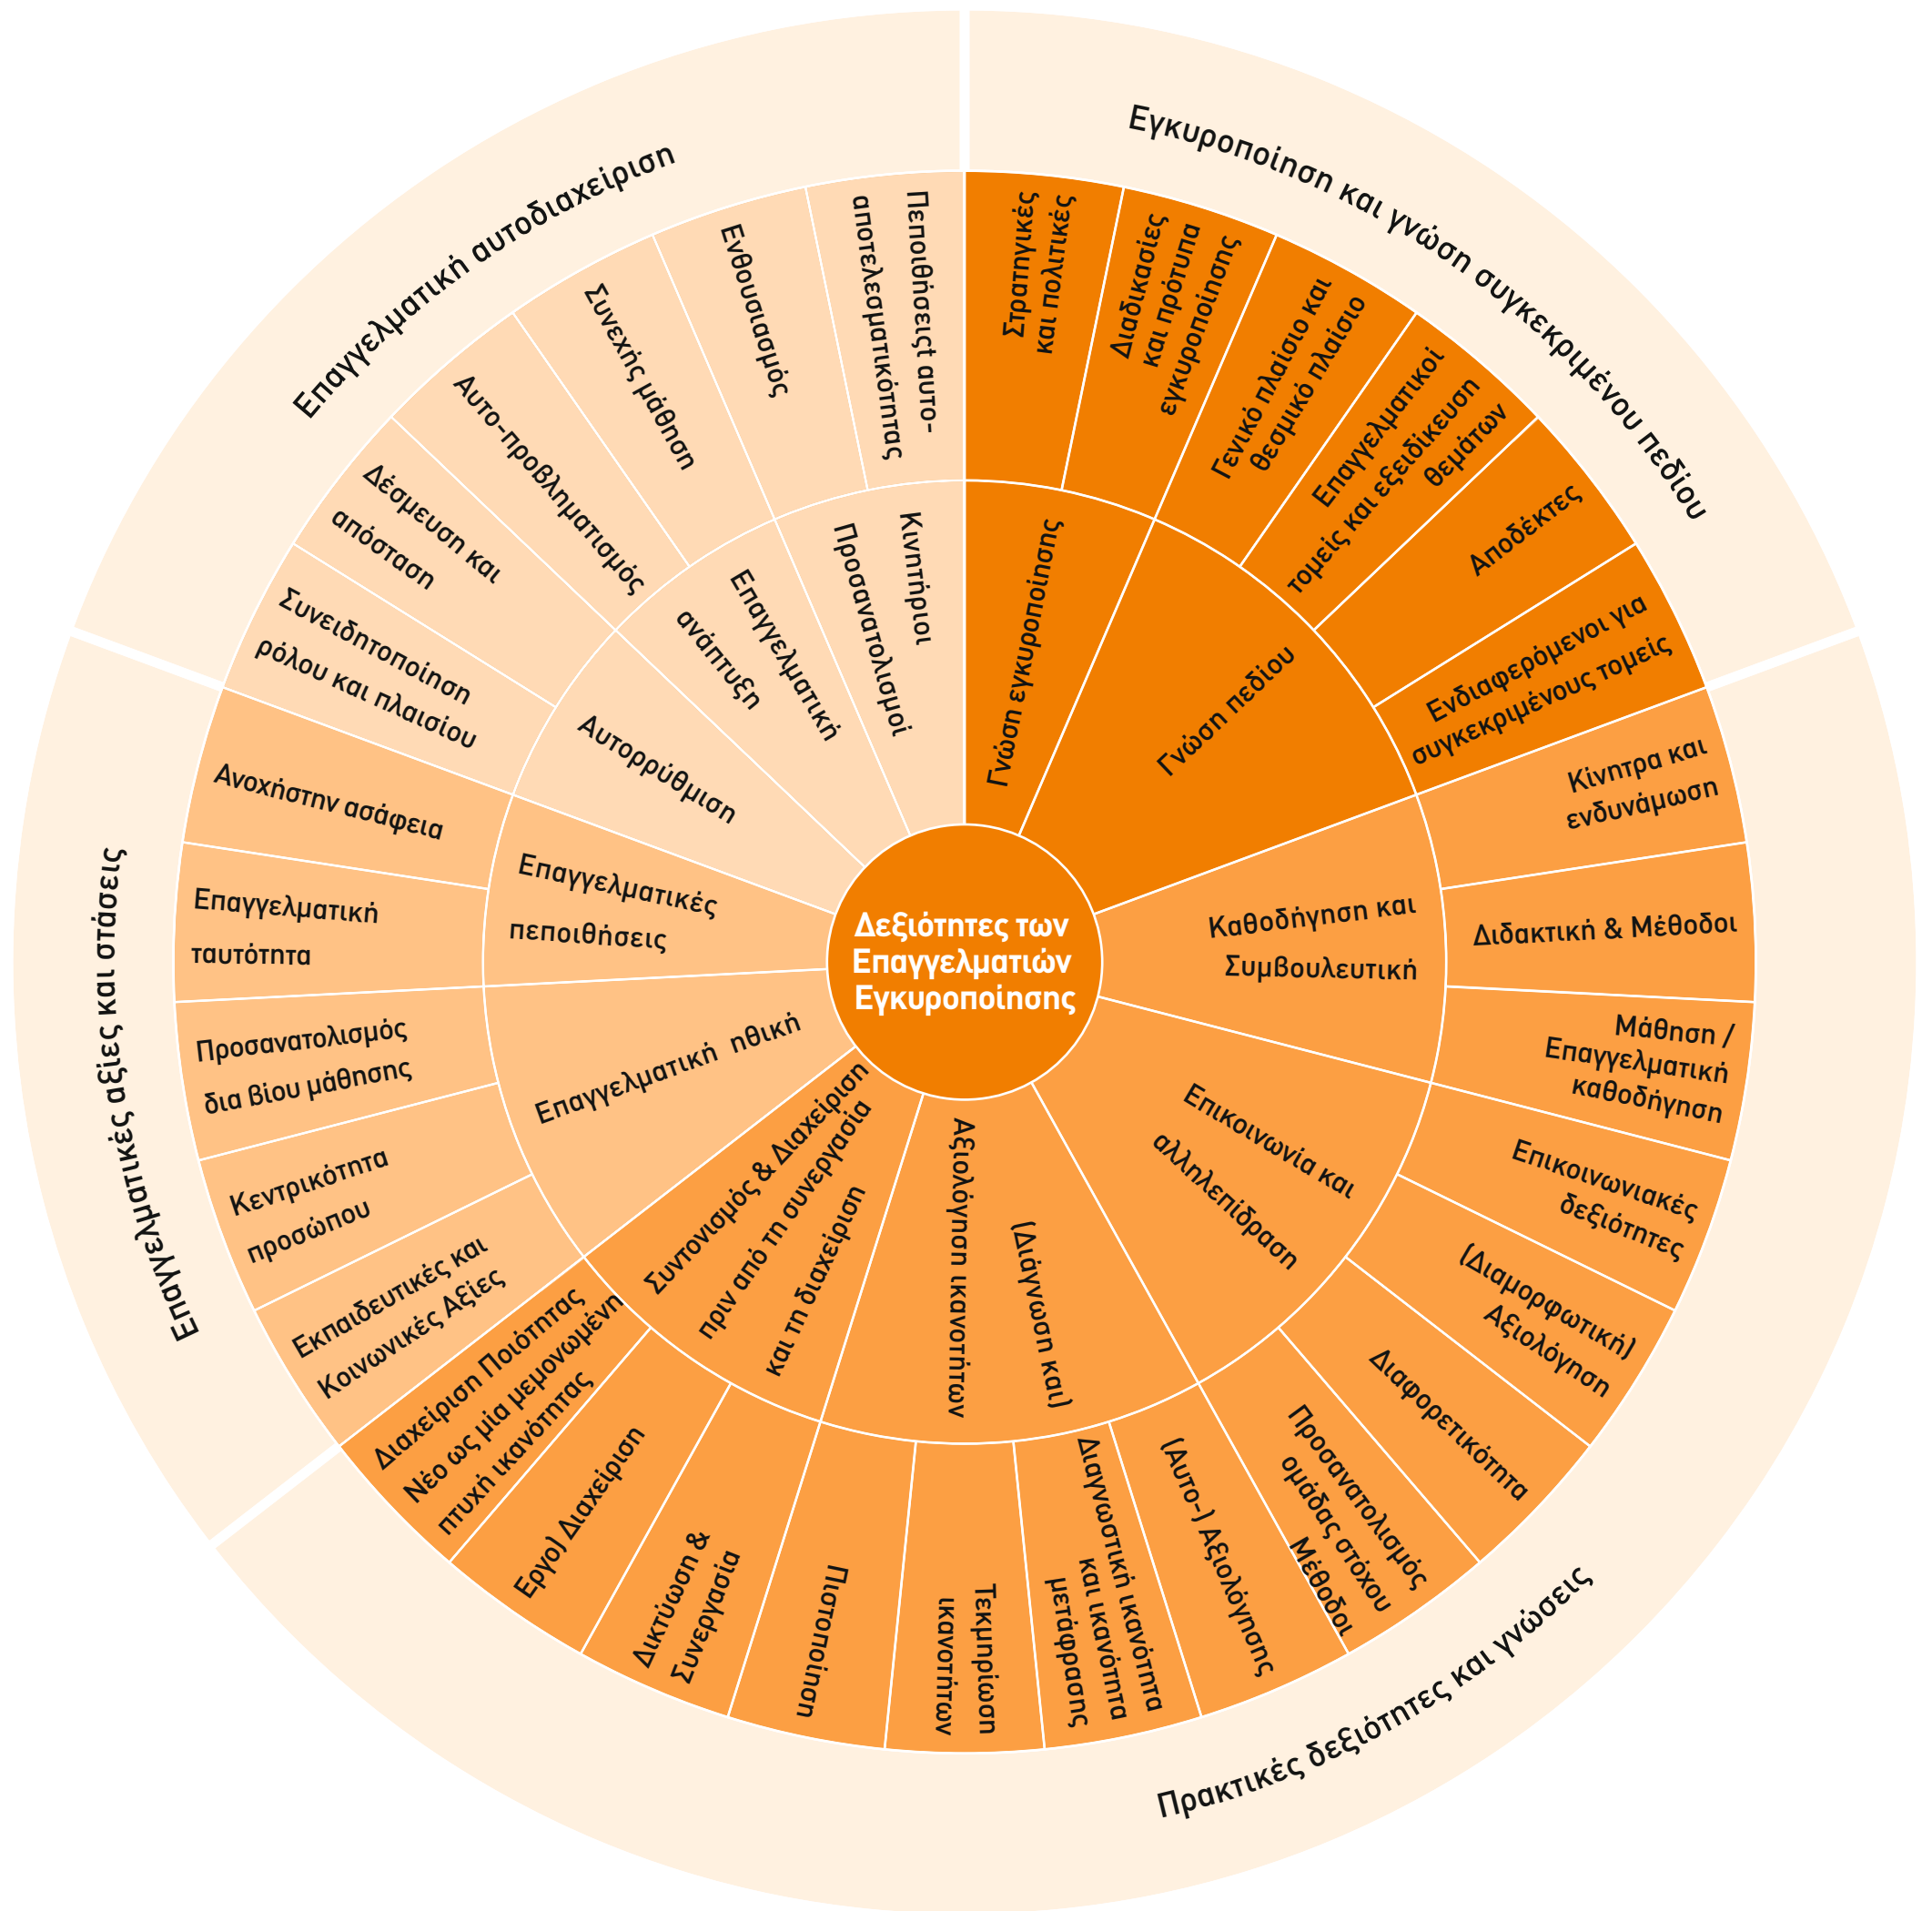 Δεξιότητες των
Επαγγελματιών
Εγκυροποίησης
Εγκυροποίηση και γνώση συγκεκριμένου πεδίου
Γνώση εγκυροποίησης
Στρατηγικές
και πολιτικές
Διαδικασίες
και πρότυπα
εγκυροποίησης
Γνώση πεδίου
Γενικό πλαίσιο και
θεσμικό πλαίσιο
Επαγγελματικοί
τομείς και εξειδίκευση
θεμάτων
Αποδέκτες
Ενδιαφερόμενοι για
συγκεκριμένους τομείς
Πρακτικές δεξιότητες και γνώσεις
Καθοδήγηση και
Συμβουλευτική
Κίνητρα και
ενδυνάμωση
Διδακτική & Μέθοδοι
Μάθηση /
Επαγγελματική
καθοδήγηση
Επικοινωνία και
αλληλεπίδραση
Επικοινωνιακές
δεξιότητες
(Διαμορφωτική)
Αξιολόγηση
Διαφορετικότητα
Προσανατολισμός
ομάδας στόχου
Μέθοδοι
(Διάγνωση και)
Αξιολόγηση ικανοτήτων
(Αυτο-) Αξιολόγησης
Διαγνωστική ικανότητα
και ικανότητα
μετάφρασης
Τεκμηρίωση
ικανοτήτων
Πιστοποίηση
Συντονισμός & Διαχείριση
πριν από τη συνεργασία
και τη διαχείριση
Δικτύωση &
Συνεργασία
Εργο) Διαχείριση
Διαχείριση Ποιότητας
Νέο ως μία μεμονωμένη
πτυχή ικανότητας
Επαγγελματικές αξίες και στάσεις
Επαγγελματική ηθική
Εκπαιδευτικές και
Κοινωνικές Αξίες
Κεντρικότητα
προσώπου
Προσανατολισμός
δια βίου μάθησης
Επαγγελματικές
πεποιθήσεις
Επαγγελματική
ταυτότητα
Ανοχήστην ασάφεια
Επαγγελματική αυτοδιαχείριση
Αυτορρύθμιση
Συνειδητοποίηση
ρόλου και πλαισίου
Δέσμευση και
απόσταση
Επαγγελματική
ανάπτυξη
Αυτο-προβληματισμός
Συνεχής μάθηση
Κινητήριοι
Προσανατολισμοί
Ενθουσιασμός
Πεποιθήσειςt αυτο-
αποτελεσματικότητας